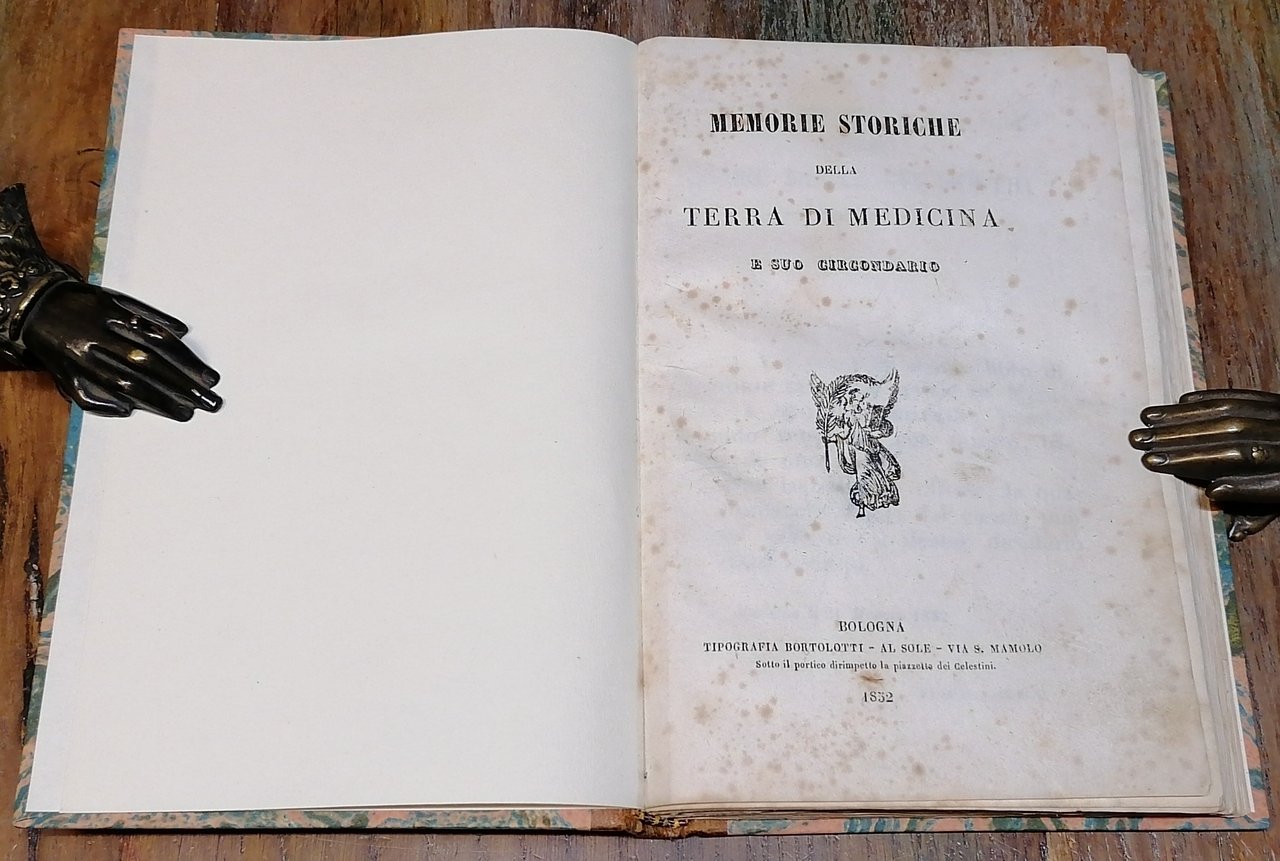 MEMORIE STORICHE
DELLA
TERRA DI MEDICINA
E SUO CIRCONDARIO
BOLOGNA
TIPOGRAFIA BORTOLOTTI - AL SOLE - VIA S. MAMOLO
Sotto il portico dirimpetto la piazzetta dei Celestini.
1852